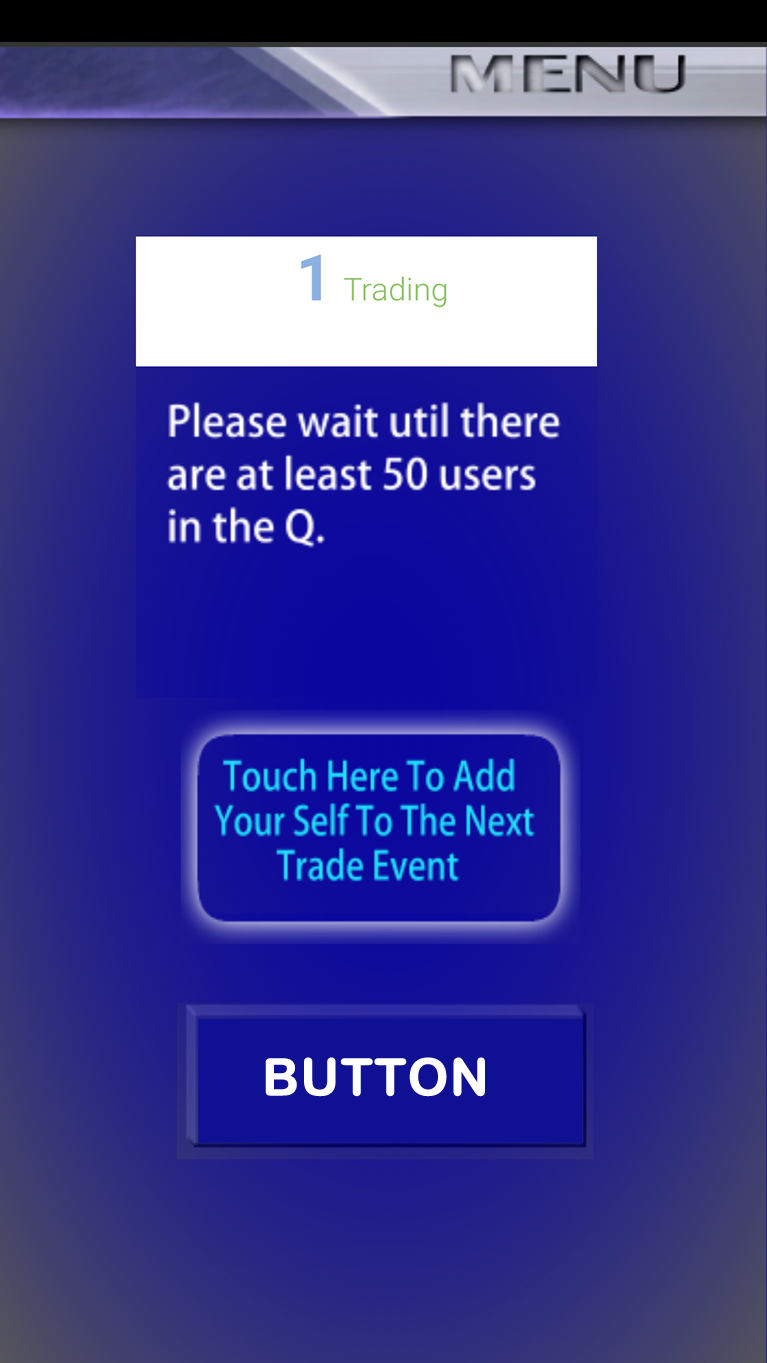 MENU
1 Trading
Please wait util there
are at least 50 users
in the Q.
Touch Here To Add
Your Self To The Next
Trade Event
BUTTON